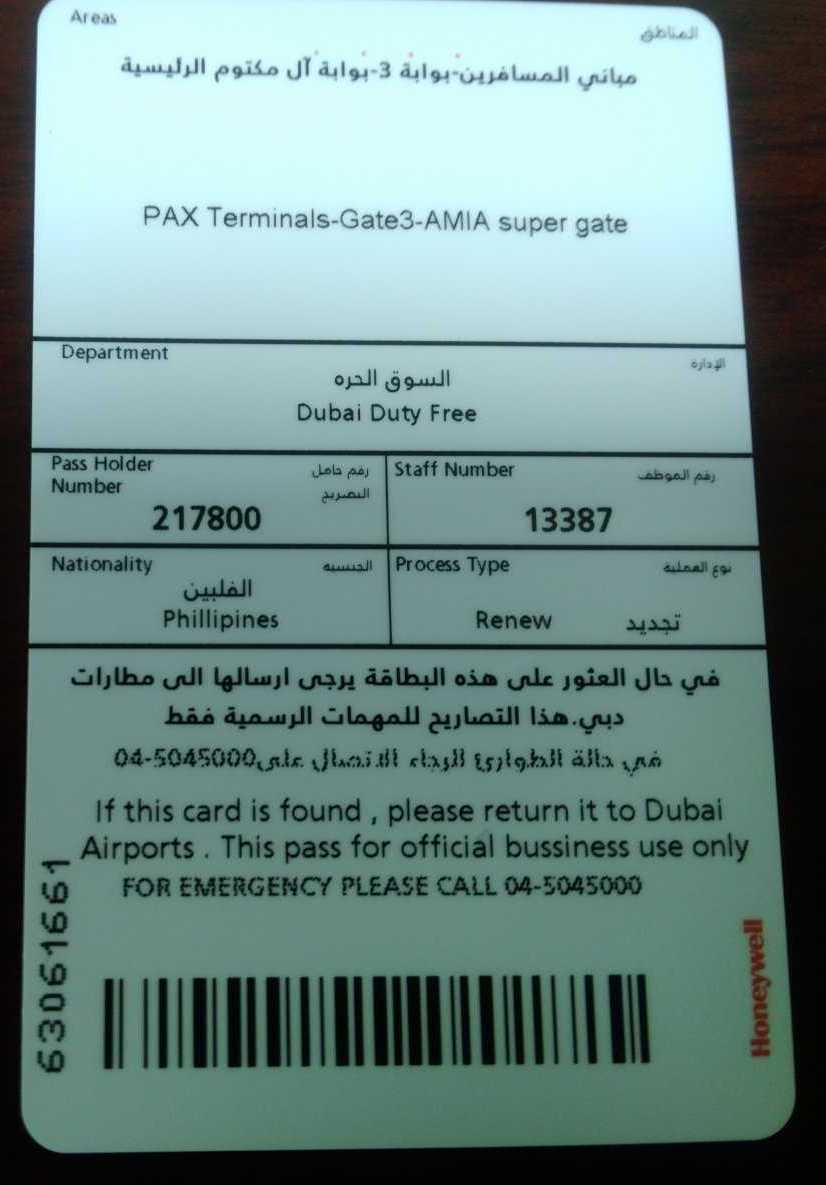 Areas المناطق
مباني المسافرين-بوابة 3-بوابة آل مكتوم الرئيسية
PAX Terminals-Gate3-AMIA super gate
Department الإدارة
السوق الحره
Dubai Duty Free
Pass Holder رقم حامل
Number التصريح
217800
Staff Number رقم الموظف
13387
Nationality الجنسية
الفلبين
Phillipines
Process Type نوع العملية
Renew تجديد
في حال العثور على هذه البطاقة يرجى ارسالها الى مطارات
دبي.هذا التصاريح للمهمات الرسمية فقط
في حالة الطوارئ الرجاء الاتصال على04-5045000
If this card is found , please return it to Dubai
Airports . This pass for official bussiness use only
FOR EMERGENCY PLEASE CALL 04-5045000
63061661
Honeywell